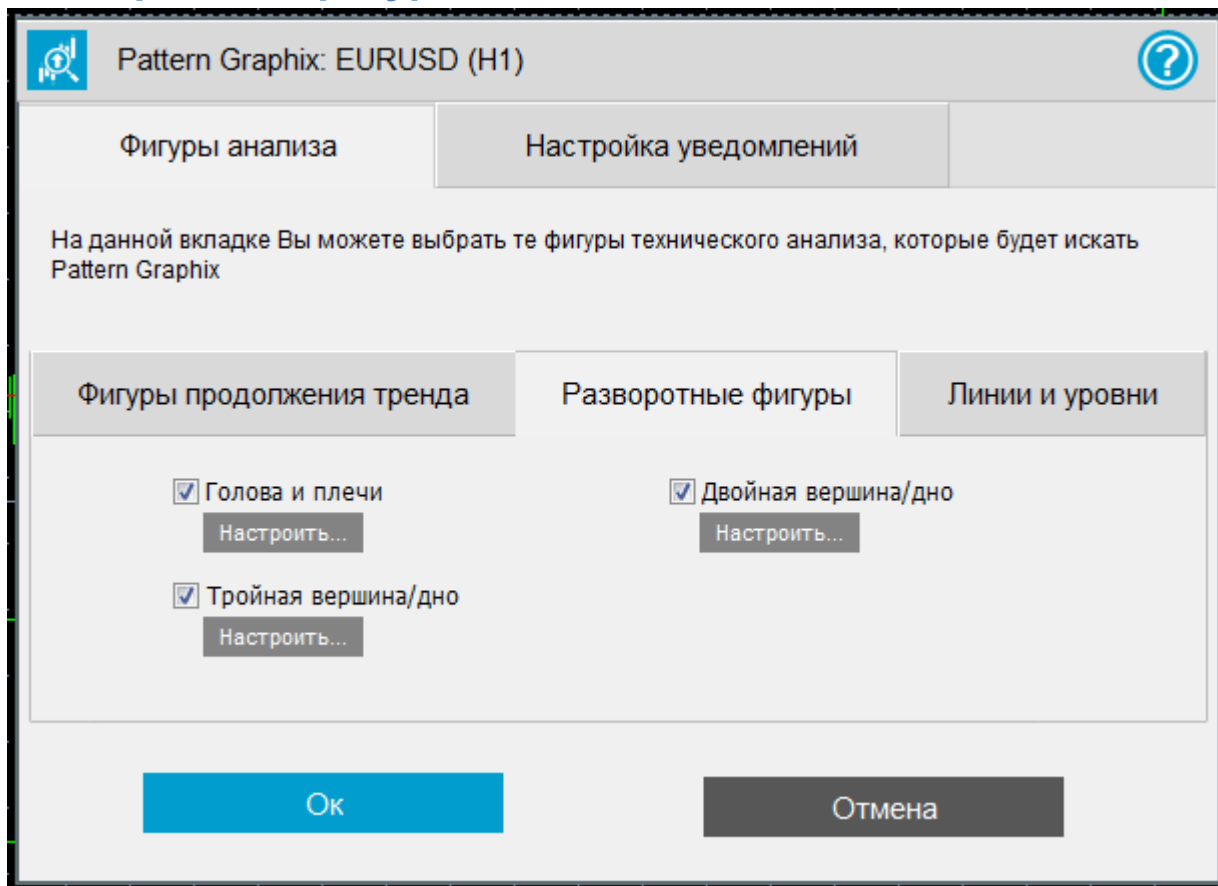 Pattern Graphix: EURUSD (H1)
?
Фигуры анализа
Настройка уведомлений
На данной вкладке Вы можете выбрать те фигуры технического анализа, которые будет искать
Pattern Graphix
Фигуры продолжения тренда
Разворотные фигуры
Линии и уровни
Голова и плечи
Двойная вершина/дно
Настроить...
Настроить...
Тройная вершина/дно
Настроить...
Ок
Отмена